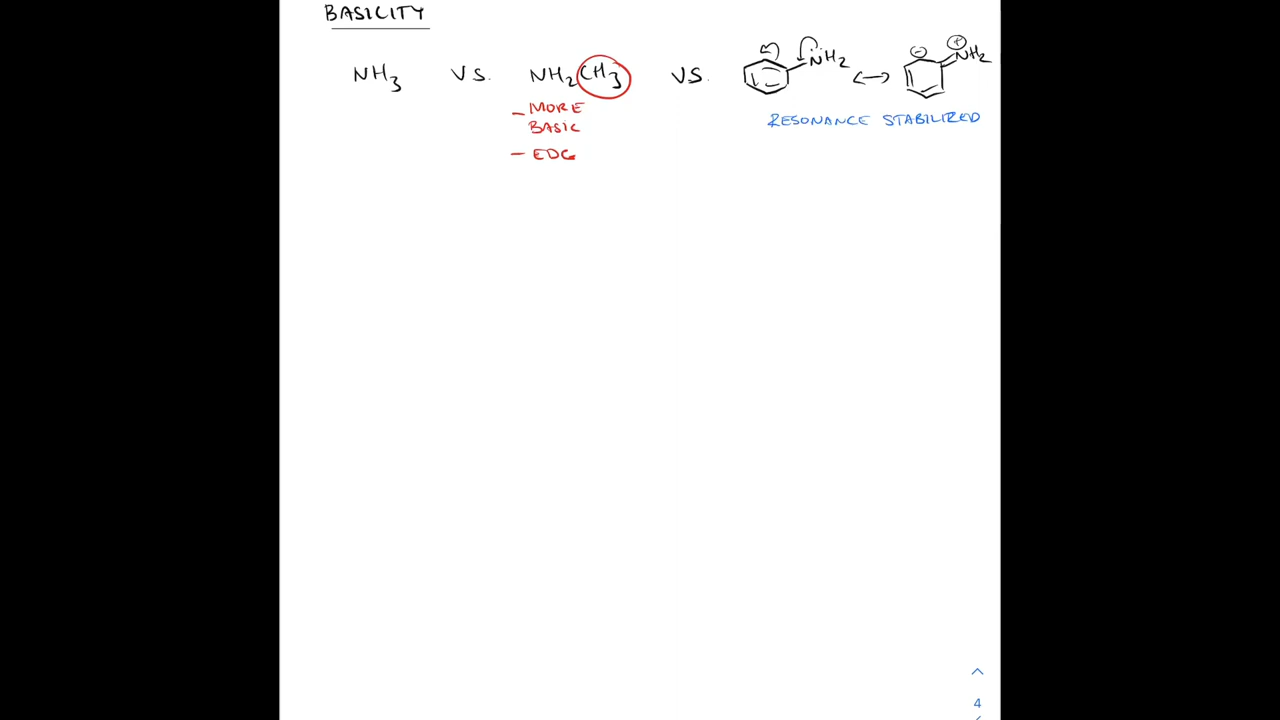 BASICITY
NH3 VS. NH2CH3 VS. NH2 ⊖ ⊕ NH2
- MORE
BASIC
- EDG
RESONANCE STABILIZED
4